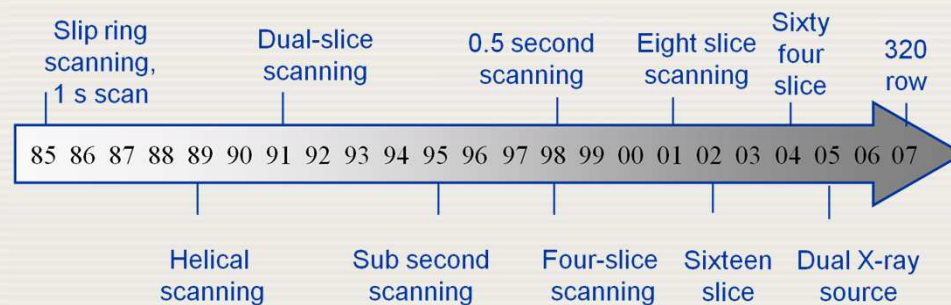 Slip ring
scanning,
1 s scan
Dual-slice
scanning
0.5 second
scanning
Eight slice
scanning
Sixty
four
slice
320
row
85 86 87 88 89 90 91 92 93 94 95 96 97 98 99 00 01 02 03 04 05 06 07
Helical
scanning
Sub second
scanning
Four-slice
scanning
Sixteen
slice
Dual X-ray
source